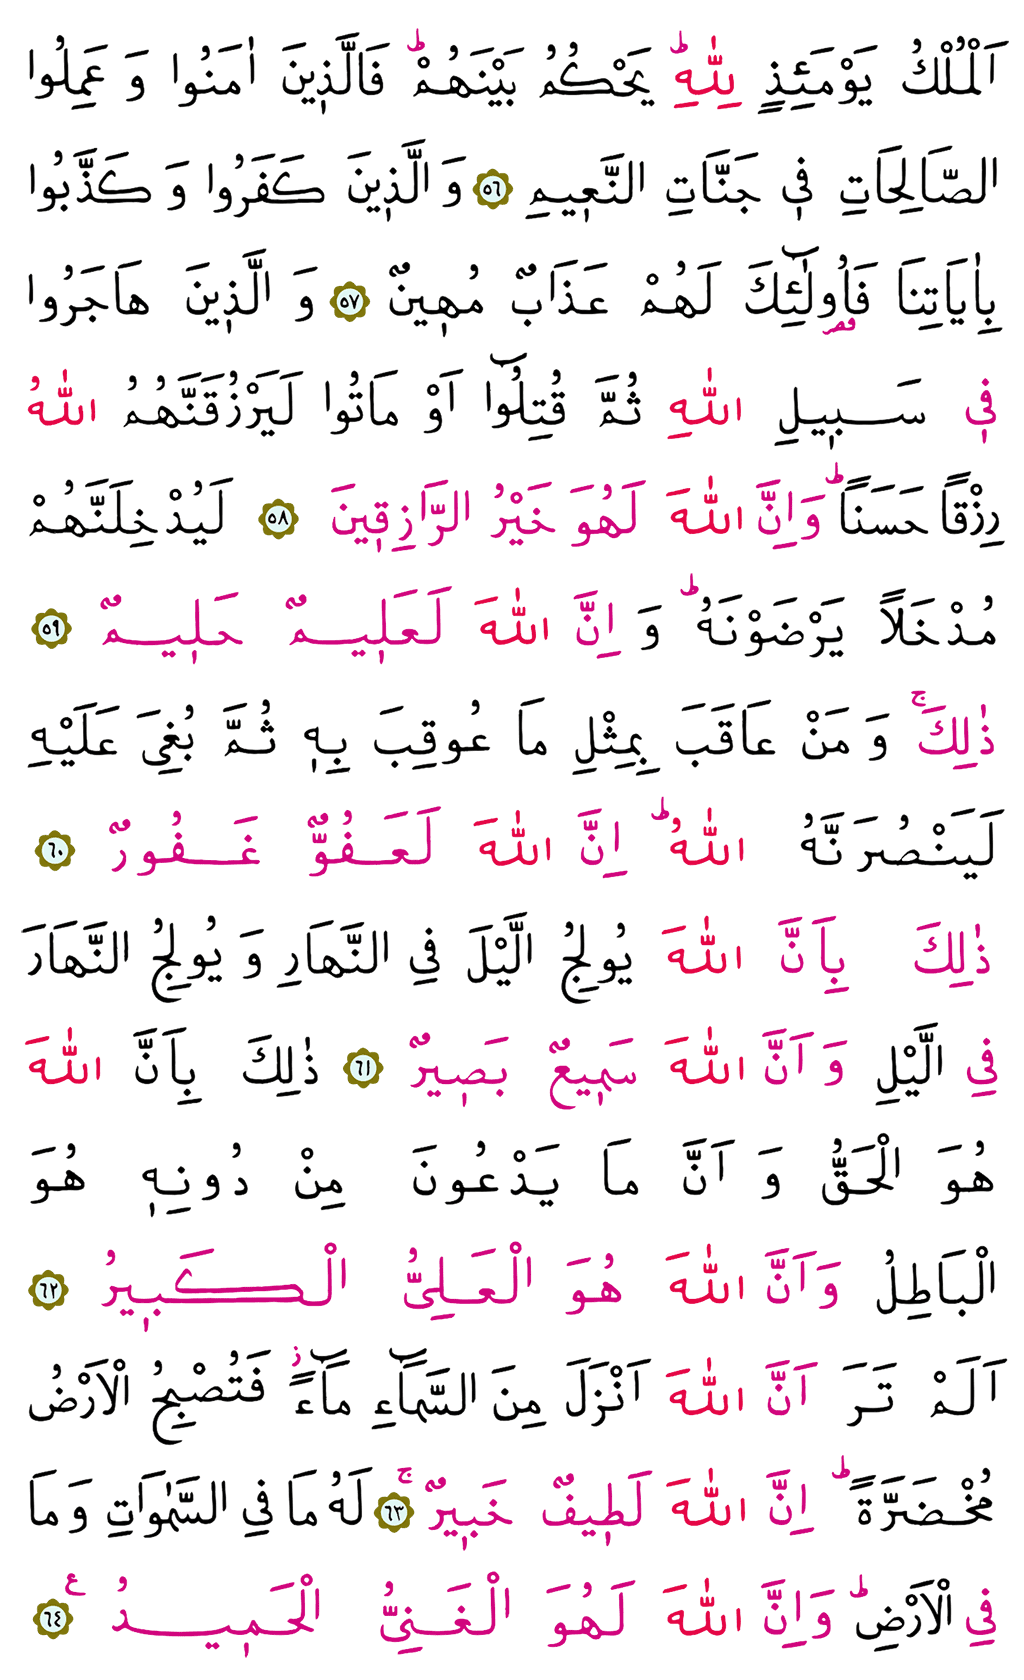 اَلْمُلْكُ يَوْمَئِذٍ لِلّٰهِۜ يَحْكُمُ بَيْنَهُمْۜ فَالَّذ۪ينَ اٰمَنُوا وَ عَمِلُوا
الصَّالِحَاتِ ف۪ي جَنَّاتِ النَّع۪يمِ ﴿٥٦﴾ وَ الَّذ۪ينَ كَفَرُوا وَ كَذَّبُوا
بِاٰيَاتِنَا فَاُو۬لٰٓئِكَ لَهُمْ عَذَابٌ مُه۪ينٌ ﴿٥٧﴾ وَ الَّذ۪ينَ هَاجَرُوا
ف۪ي سَب۪يلِ اللّٰهِ ثُمَّ قُتِلُٓوا اَوْ مَاتُوا لَيَرْزُقَنَّهُمُ اللّٰهُ
رِزْقاً حَسَناًۜ وَاِنَّ اللّٰهَ لَهُوَ خَيْرُ الرَّازِق۪ينَ ﴿٥٨﴾ لَيُدْخِلَنَّهُمْ
مُدْخَلاً يَرْضَوْنَهُۜ وَ اِنَّ اللّٰهَ لَعَل۪يمٌ حَل۪يمٌ ﴿٥٩﴾
ذٰلِكَۚ وَ مَنْ عَاقَبَ بِمِثْلِ مَا عُوقِبَ بِه۪ ثُمَّ بُغِيَ عَلَيْهِ
لَيَنْصُرَنَّهُ اللّٰهُۜ اِنَّ اللّٰهَ لَعَفُوٌّ غَفُورٌ ﴿٦٠﴾
ذٰلِكَ بِاَنَّ اللّٰهَ يُولِجُ الَّيْلَ فِي النَّهَارِ وَ يُولِجُ النَّهَارَ
فِي الَّيْلِ وَ اَنَّ اللّٰهَ سَم۪يعٌ بَص۪يرٌ ﴿٦١﴾ ذٰلِكَ بِاَنَّ اللّٰهَ
هُوَ الْحَقُّ وَ اَنَّ مَا يَدْعُونَ مِنْ دُونِه۪ هُوَ
الْبَاطِلُ وَ اَنَّ اللّٰهَ هُوَ الْعَلِيُّ الْكَب۪يرُ ﴿٦٢﴾
اَلَمْ تَرَ اَنَّ اللّٰهَ اَنْزَلَ مِنَ السَّمَٓاءِ مَٓاءًۘ فَتُصْبِحُ الْاَرْضُ
مُخْضَرَّةًۜ اِنَّ اللّٰهَ لَط۪يفٌ خَب۪يرٌۚ ﴿٦٣﴾ لَهُ مَا فِي السَّمٰوَاتِ وَ مَا
فِي الْاَرْضِۜ وَاِنَّ اللّٰهَ لَهُوَ الْغَنِيُّ الْحَم۪يدُ ع ﴿٦٤﴾